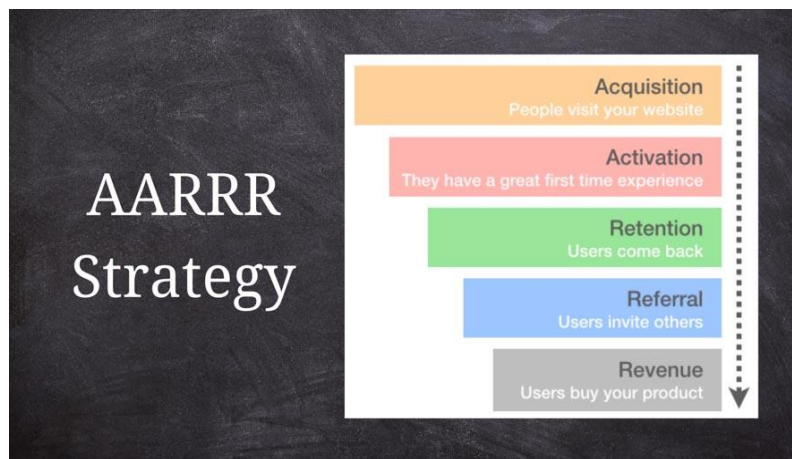 AARRR
Strategy
Acquisition
People visit your website
Activation
They have a great first time experience
Retention
Users come back
Referral
Users invite others
Revenue
Users buy your product